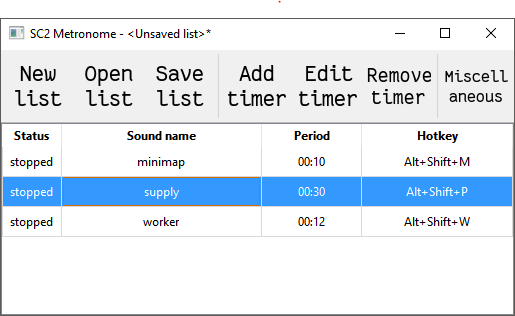 SC2 Metronome - <Unsaved list>*
New list Open list Save list Add timer Edit timer Remove timer Miscell aneous
Status Sound name Period Hotkey
stopped minimap 00:10 Alt+Shift+M
stopped supply 00:30 Alt+Shift+P
stopped worker 00:12 Alt+Shift+W